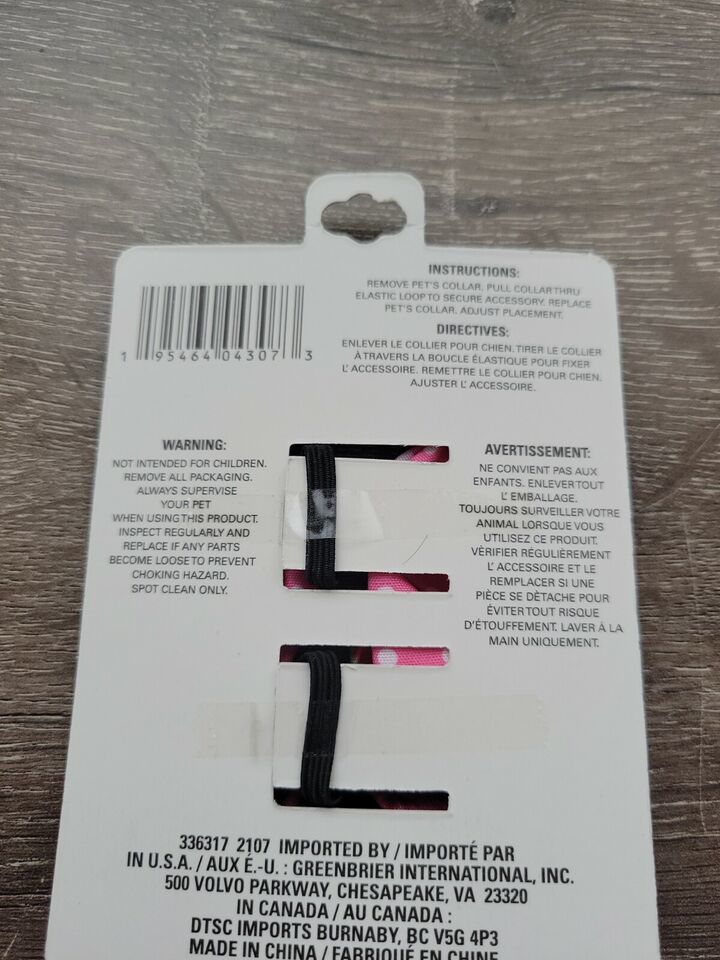 INSTRUCTIONS:
REMOVE PET'S COLLAR. PULL COLLAR THRU
ELASTIC LOOP TO SECURE ACCESSORY. REPLACE
PET'S COLLAR. ADJUST PLACEMENT.
DIRECTIVES:
ENLEVER LE COLLIER POUR CHIEN. TIRER LE COLLIER
À TRAVERS LA BOUCLE ÉLASTIQUE POUR FIXER
L' ACCESSOIRE. REMETTRE LE COLLIER POUR CHIEN.
AJUSTER L' ACCESSOIRE.
1 95464 04307 3
WARNING:
NOT INTENDED FOR CHILDREN.
REMOVE ALL PACKAGING.
ALWAYS SUPERVISE
YOUR PET
WHEN USING THIS PRODUCT.
INSPECT REGULARLY AND
REPLACE IF ANY PARTS
BECOME LOOSE TO PREVENT
CHOKING HAZARD.
SPOT CLEAN ONLY.
AVERTISSEMENT:
NE CONVIENT PAS AUX
ENFANTS. ENLEVER TOUT
L' EMBALLAGE.
TOUJOURS SURVEILLER VOTRE
ANIMAL LORSQUE VOUS
UTILISEZ CE PRODUIT.
VÉRIFIER RÉGULIÈREMENT
L' ACCESSOIRE ET LE
REMPLACER SI UNE
PIÈCE SE DÉTACHE POUR
ÉVITER TOUT RISQUE
D'ÉTOUFFEMENT. LAVER À LA
MAIN UNIQUEMENT.
336317 2107 IMPORTED BY / IMPORTÉ PAR
IN U.S.A. / AUX É.-U. : GREENBRIER INTERNATIONAL, INC.
500 VOLVO PARKWAY, CHESAPEAKE, VA 23320
IN CANADA / AU CANADA :
DTSC IMPORTS BURNABY, BC V5G 4P3
MADE IN CHINA / FABRIQUÉ EN CHINE